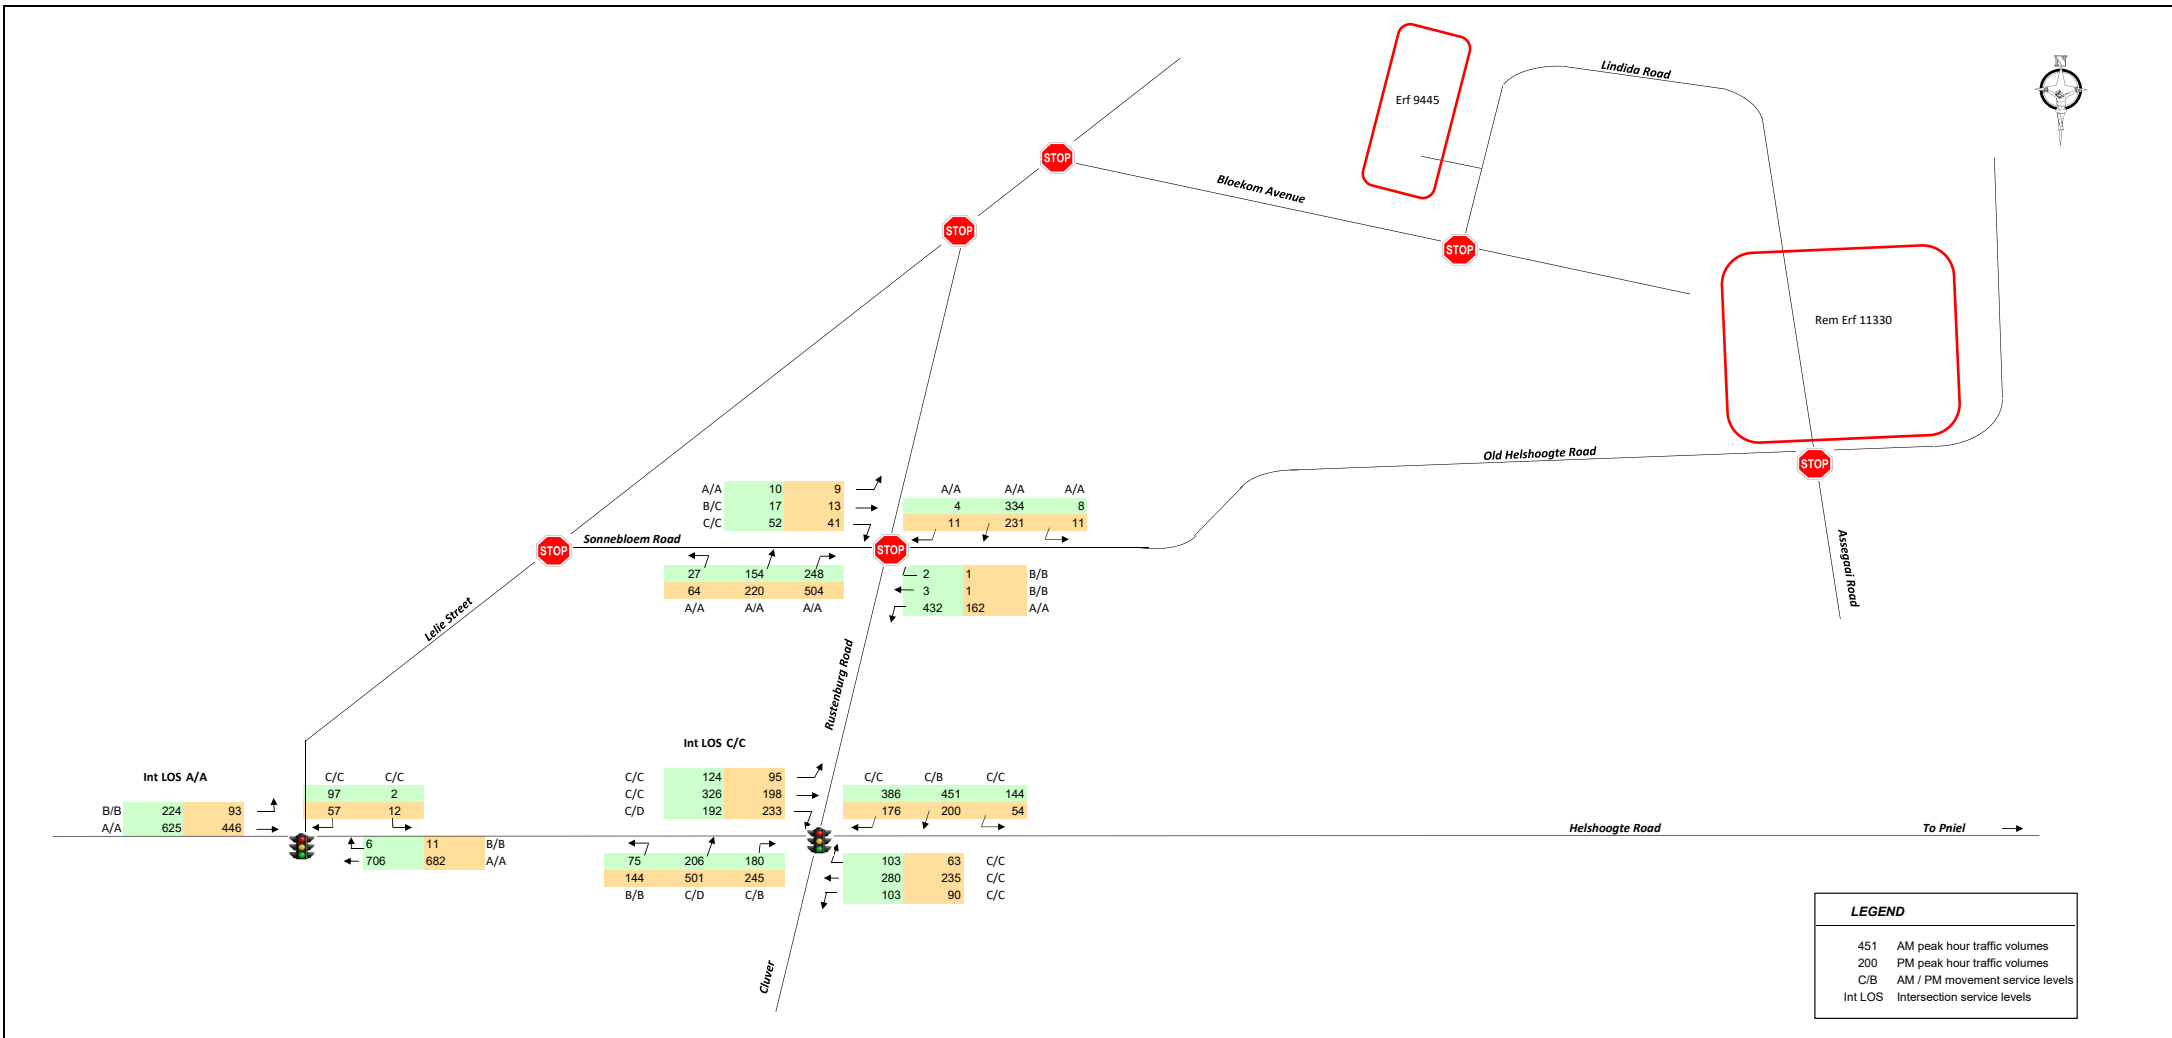 N
Lindida Road
Erf 9445
STOP
Bloekom Avenue
STOP
STOP
Rem Erf 11330
Old Helshoogte Road
STOP
A/A 10 9
B/C 17 13
C/C 52 41
A/A A/A A/A
4 334 8
11 231 11
Sonnebloem Road
STOP
STOP
27 154 248
64 220 504
A/A A/A A/A
2 1 B/B
3 1 B/B
432 162 A/A
Assegaai Road
Lelie Street
Rustenburg Road
Int LOS A/A
B/B 224 93
A/A 625 446
C/C C/C
97 2
57 12
6 11 B/B
706 682 A/A
Int LOS C/C
C/C 124 95
C/C 326 198
C/D 192 233
C/C C/B C/C
386 451 144
176 200 54
75 206 180
144 501 245
B/B C/D C/B
103 63 C/C
280 235 C/C
103 90 C/C
Helshoogte Road
To Pniel
Cluver
LEGEND
451 AM peak hour traffic volumes
200 PM peak hour traffic volumes
C/B AM / PM movement service levels
Int LOS Intersection service levels